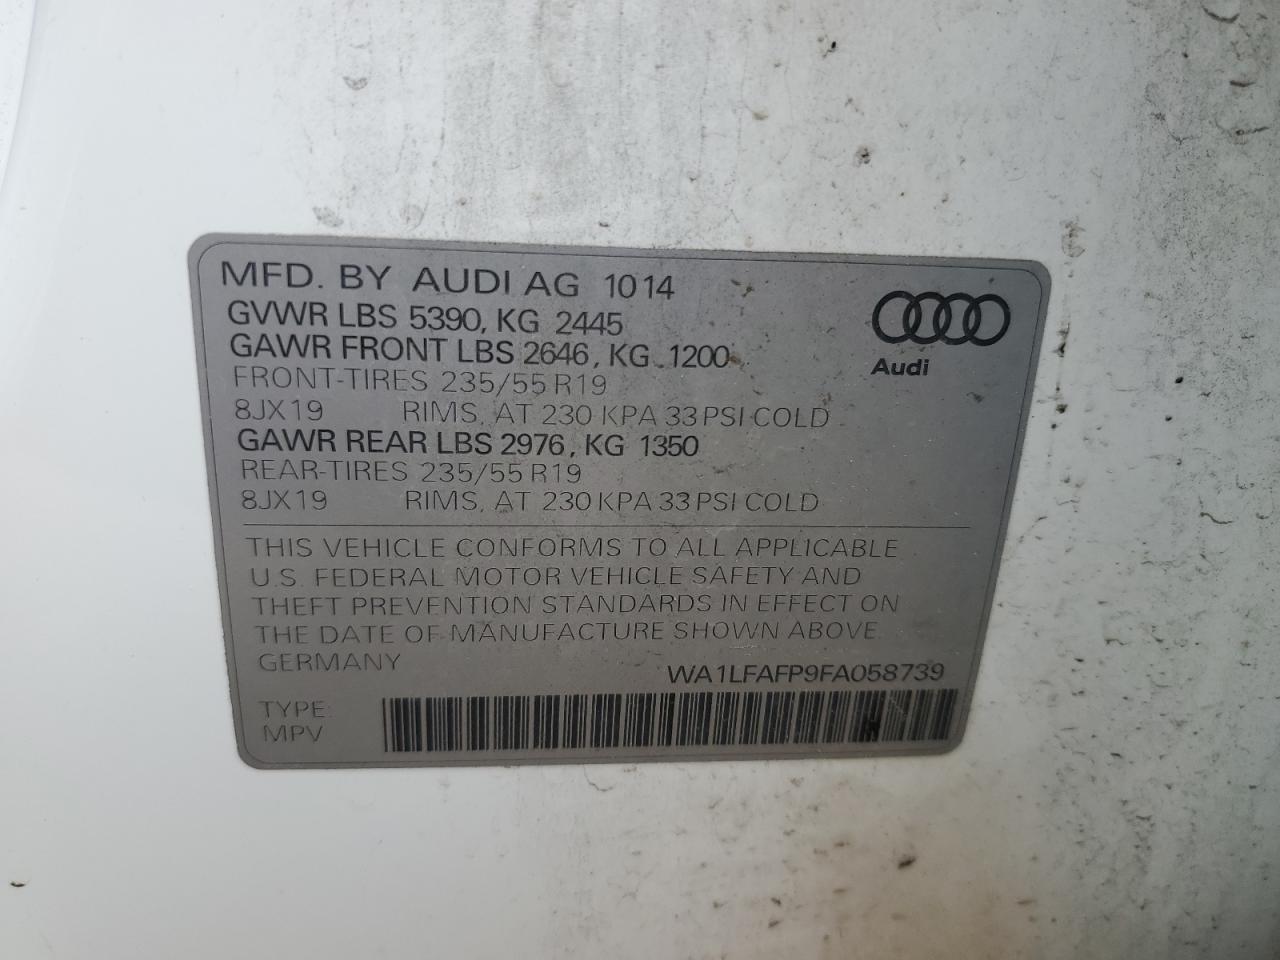 MFD. BY AUDI AG 1014
GVWR LBS 5390, KG 2445
GAWR FRONT LBS 2646, KG 1200
FRONT-TIRES 235/55 R19
8JX19 RIMS, AT 230 KPA 33 PSI COLD
GAWR REAR LBS 2976, KG 1350
REAR-TIRES 235/55 R19
8JX19 RIMS, AT 230 KPA 33 PSI COLD
Audi
THIS VEHICLE CONFORMS TO ALL APPLICABLE
U.S. FEDERAL MOTOR VEHICLE SAFETY AND
THEFT PREVENTION STANDARDS IN EFFECT ON
THE DATE OF MANUFACTURE SHOWN ABOVE.
GERMANY WA1LFAFP9FA058739
TYPE:
MPV